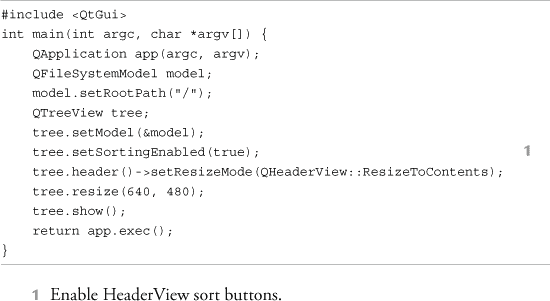 #include <QtGui>
int main(int argc, char *argv[]) {
    QApplication app(argc, argv);
    QFileSystemModel model;
    model.setRootPath("/");
    QTreeView tree;
    tree.setModel(&model);
    tree.setSortingEnabled(true); 1
    tree.header()->setResizeMode(QHeaderView::ResizeToContents);
    tree.resize(640, 480);
    tree.show();
    return app.exec();
}
1 Enable HeaderView sort buttons.